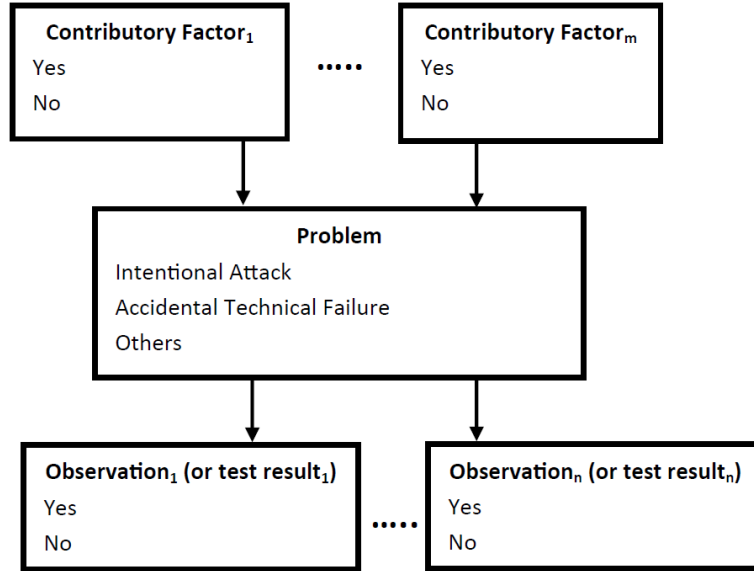 Contributory Factor₁
Yes
No
.....
Contributory Factorₘ
Yes
No
Problem
Intentional Attack
Accidental Technical Failure
Others
Observation₁ (or test result₁)
Yes
No
.....
Observationₙ (or test resultₙ)
Yes
No